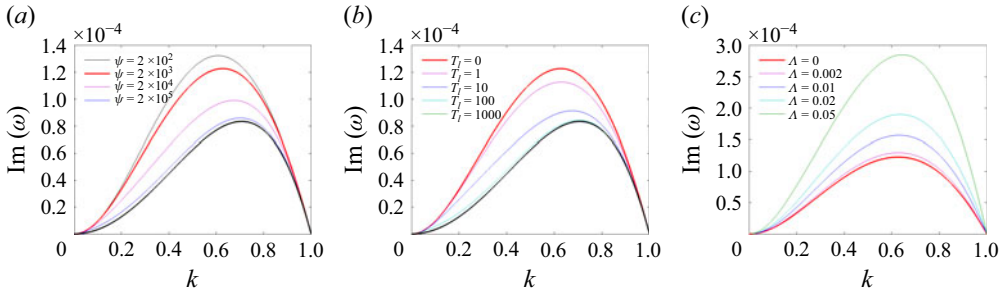 (a)
×10⁻⁴
1.4
1.2
1.0
0.8
0.6
0.4
0.2
Im (ω)
ψ = 2 ×10²
ψ = 2 ×10³
ψ = 2 ×10⁴
ψ = 2 ×10⁵
0 0.2 0.4 0.6 0.8 1.0
k
(b)
×10⁻⁴
1.4
1.2
1.0
0.8
0.6
0.4
0.2
Im (ω)
T_l = 0
T_l = 1
T_l = 10
T_l = 100
T_l = 1000
0 0.2 0.4 0.6 0.8 1.0
k
(c)
×10⁻⁴
3.0
2.5
2.0
1.5
1.0
0.5
0
Im (ω)
Λ = 0
Λ = 0.002
Λ = 0.01
Λ = 0.02
Λ = 0.05
0.2 0.4 0.6 0.8 1.0
k